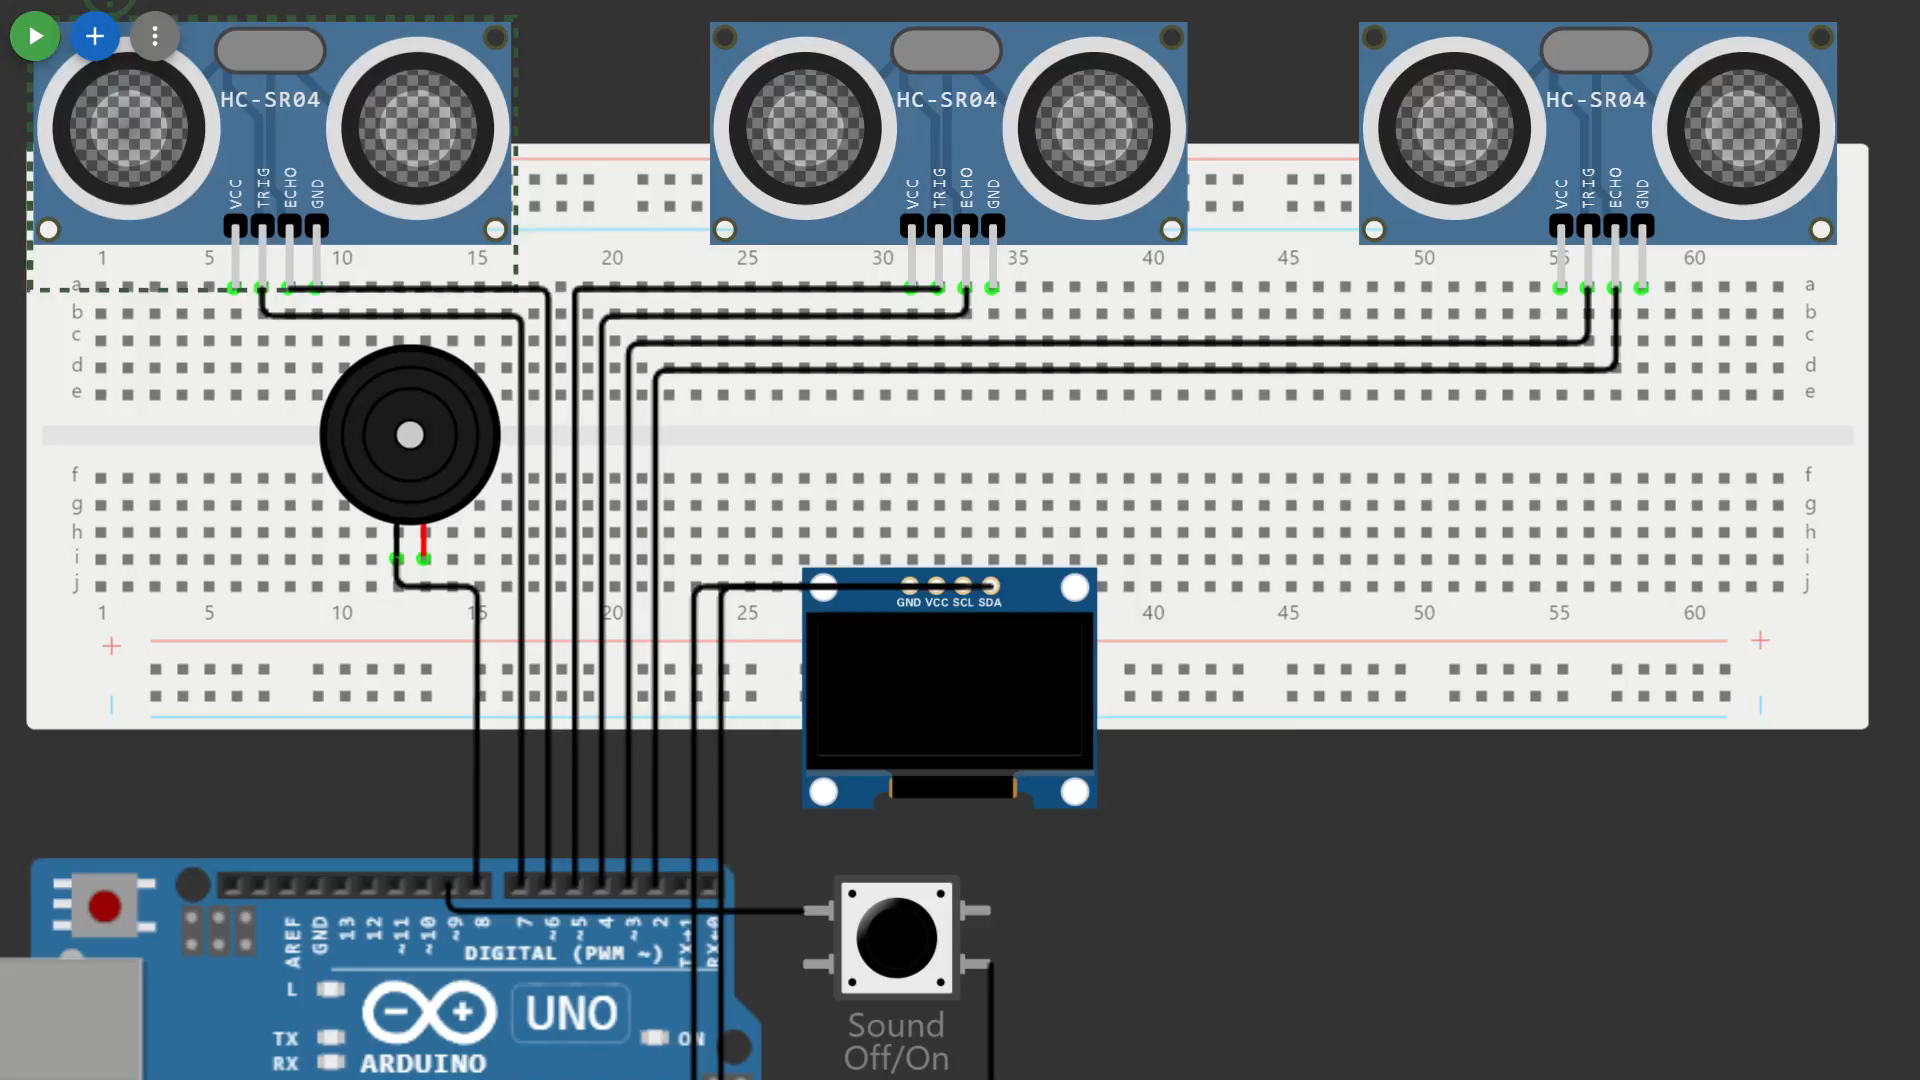 HC-SR04 HC-SR04 HC-SR04
VCC TRIG ECHO GND VCC TRIG ECHO GND VCC TRIG ECHO GND
1 5 10 15 20 25 30 35 40 45 50 55 60
a a
b b
c c
d d
e e
f f
g g
h h
i i
j j
GND VCC SCL SDA
1 5 10 15 20 25 40 45 50 55 60
+ +
AREF GND 13 12 ~11 ~10 ~9 8 7 ~6 ~5 4 ~3 2 TX→1 RX←0
DIGITAL (PWM ~)
L
UNO
TX ON
RX ARDUINO
Sound
Off/On